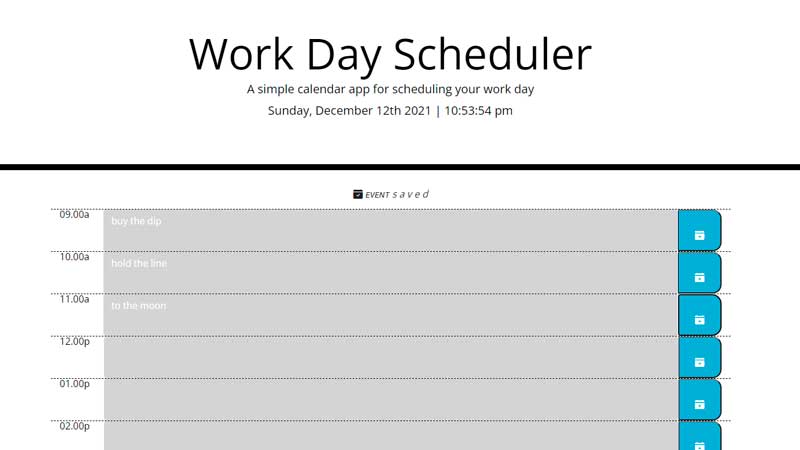 Work Day Scheduler
A simple calendar app for scheduling your work day
Sunday, December 12th 2021 | 10:53:54 pm
EVENT saved
09.00a
buy the dip
10.00a
hold the line
11.00a
to the moon
12.00p
01.00p
02.00p